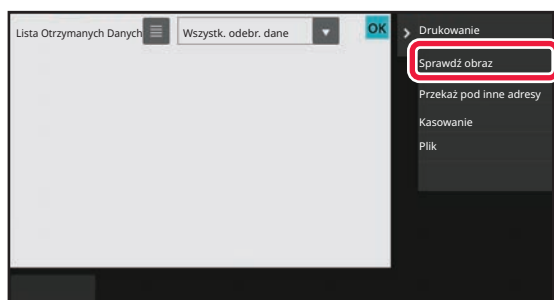 Lista Otrzymanych Danych
Wszystk. odebr. dane
OK
Drukowanie
Sprawdź obraz
Przekaż pod inne adresy
Kasowanie
Plik